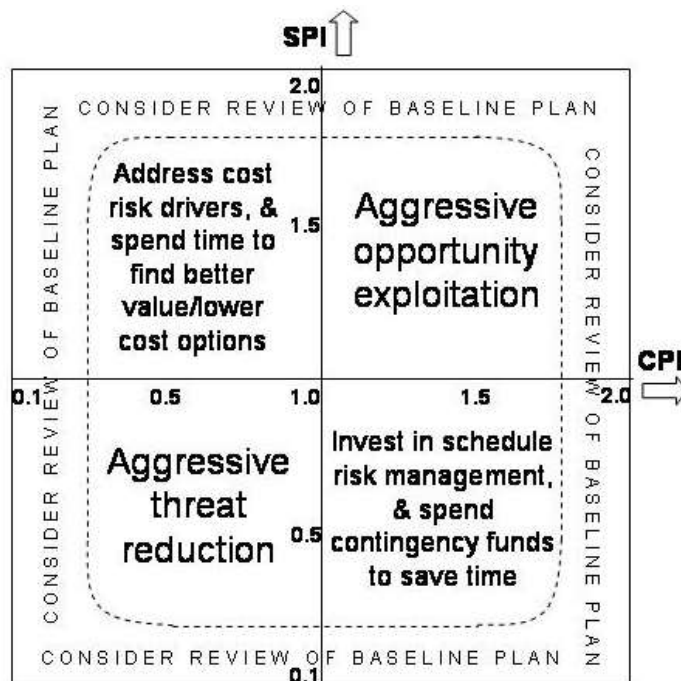 SPI
2.0
CONSIDER REVIEW OF BASELINE PLAN
CONSIDER REVIEW OF BASELINE PLAN
CONSIDER REVIEW OF BASELINE PLAN
Address cost
risk drivers, &
spend time to
find better
value/lower
cost options
1.5
Aggressive
opportunity
exploitation
CPI
0.1
0.5
1.0
1.5
2.0
Aggressive
threat
reduction
0.5
Invest in schedule
risk management,
& spend
contingency funds
to save time
CONSIDER REVIEW OF BASELINE PLAN
0.1